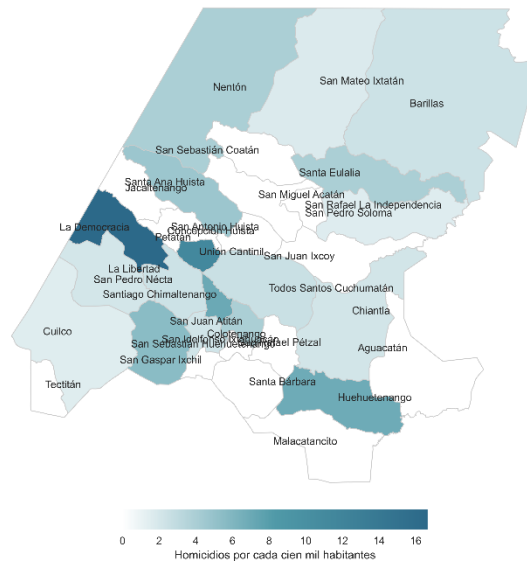 Nentón
San Mateo Ixtatán
Barillas
San Sebastián Coatán
Santa Eulalia
Santa Ana Huista
Jacaltenango
San Miguel Acatán
San Rafael La Independencia
San Pedro Soloma
La Democracia
San Antonio Huista
Concepción Huista
Petatán
Unión Cantinil
San Juan Ixcoy
La Libertad
San Pedro Nécta
Todos Santos Cuchumatán
Santiago Chimaltenango
Chiantla
San Juan Atitán
Cuilco
Colotenango
San Ildefonso
San Sebastián Huehuetenango
Pétzal
Aguacatán
San Gaspar Ixchil
Tectitán
Santa Bárbara
Huehuetenango
Malacatancito
0 2 4 6 8 10 12 14 16
Homicidios por cada cien mil habitantes